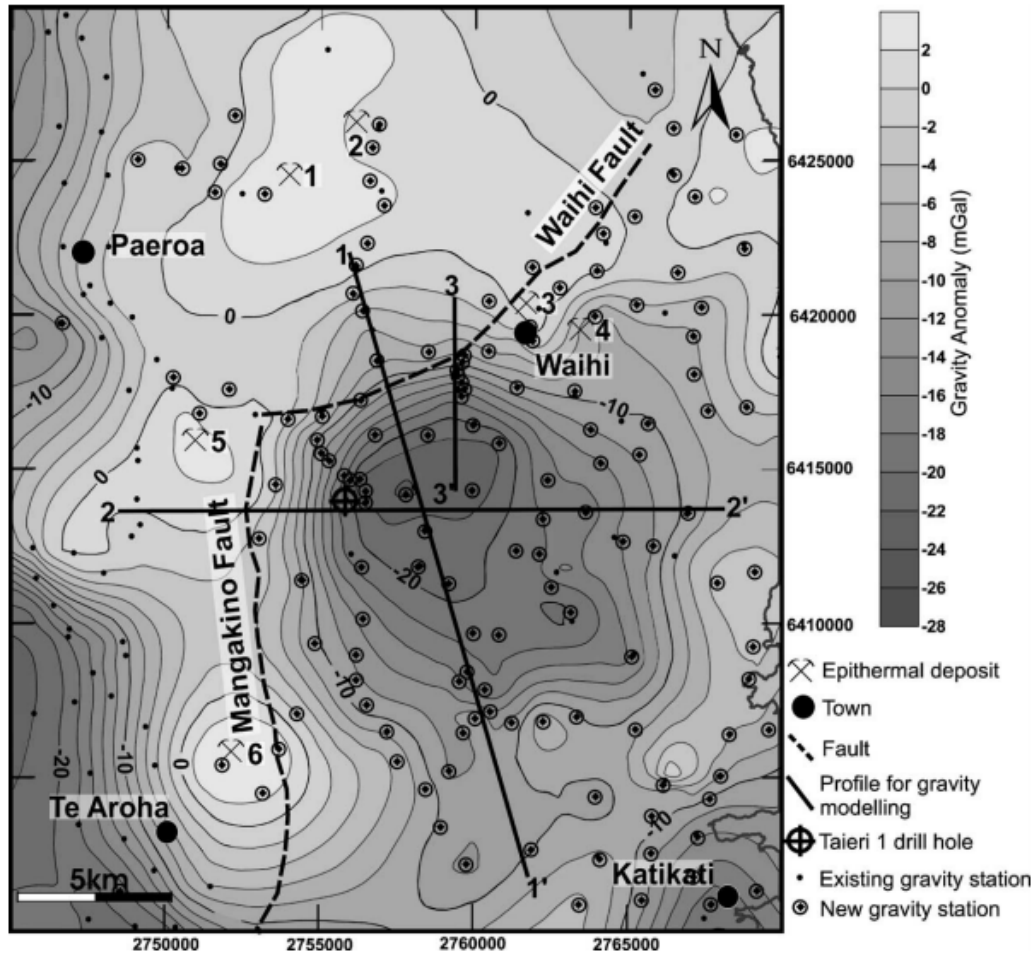 N
0
2
1
Waihi Fault
Paeroa
1
3
3
4
Waihi
0
-10
-10
5
0
3'
2
2'
Mangakino Fault
-20
-10
6
0
-20
-10
Te Aroha
-10
Katikati
1'
5km
2750000
2755000
2760000
2765000
6425000
6420000
6415000
6410000
2
0
-2
-4
-6
-8
-10
-12
-14
-16
-18
-20
-22
-24
-26
-28
Gravity Anomaly (mGal)
Epithermal deposit
Town
Fault
Profile for gravity
modelling
Taieri 1 drill hole
Existing gravity station
New gravity station